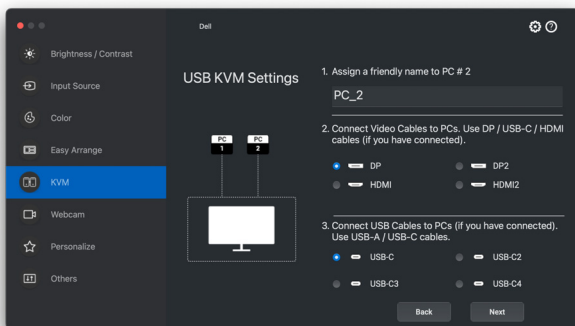 Dell
Brightness / Contrast
Input Source
Color
Easy Arrange
KVM
Webcam
Personalize
Others
USB KVM Settings
PC
1
PC
2
1. Assign a friendly name to PC # 2
PC_2
2. Connect Video Cables to PCs. Use DP / USB-C / HDMI
cables (if you have connected).
DP
DP2
HDMI
HDMI2
3. Connect USB Cables to PCs (if you have connected).
Use USB-A / USB-C cables.
USB-C
USB-C2
USB-C3
USB-C4
Back
Next